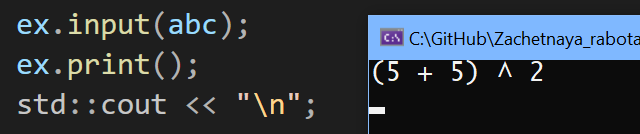 ex.input(abc);
ex.print();
std::cout << "\n";
C:\GitHub\Zachetnaya_rabota
(5 + 5) ^ 2